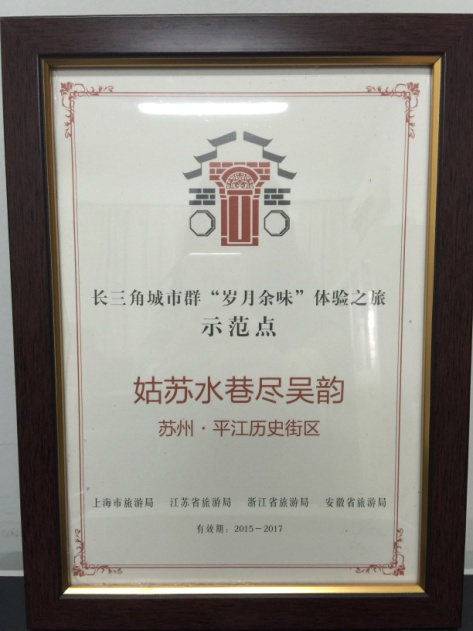 长三角城市群“岁月余味”体验之旅
示范点
姑苏水巷尽吴韵
苏州·平江历史街区
上海市旅游局 江苏省旅游局 浙江省旅游局 安徽省旅游局
有效期：2015～2017